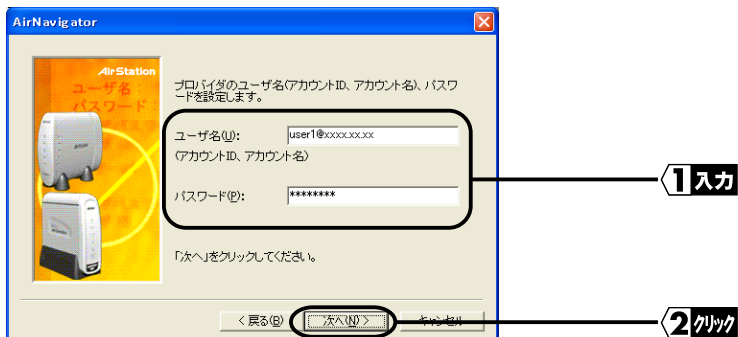 AirNavigator
AirStation
ユーザ名：
パスワード：
プロバイダのユーザ名(アカウントID、アカウント名)、パスワ
ードを設定します。
ユーザ名(U):
user1@xxxx.xx.xx
(アカウントID、アカウント名)
パスワード(P):
********
「次へ」をクリックしてください。
< 戻る(B)
次へ(N) >
キャンセル
1 入力
2 クリック